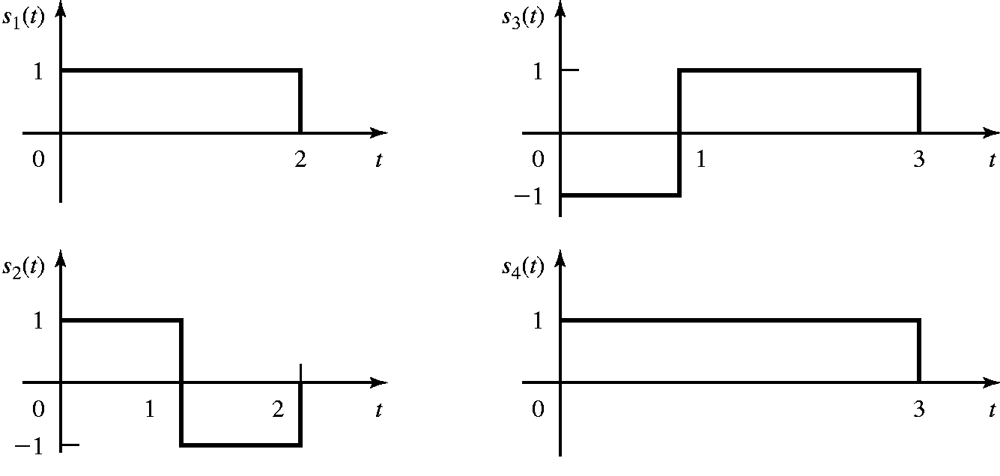 s₁(t)
1
0 2 t
s₃(t)
1
0 1 3 t
−1
s₂(t)
1
0 1 2 t
−1
s₄(t)
1
0 3 t